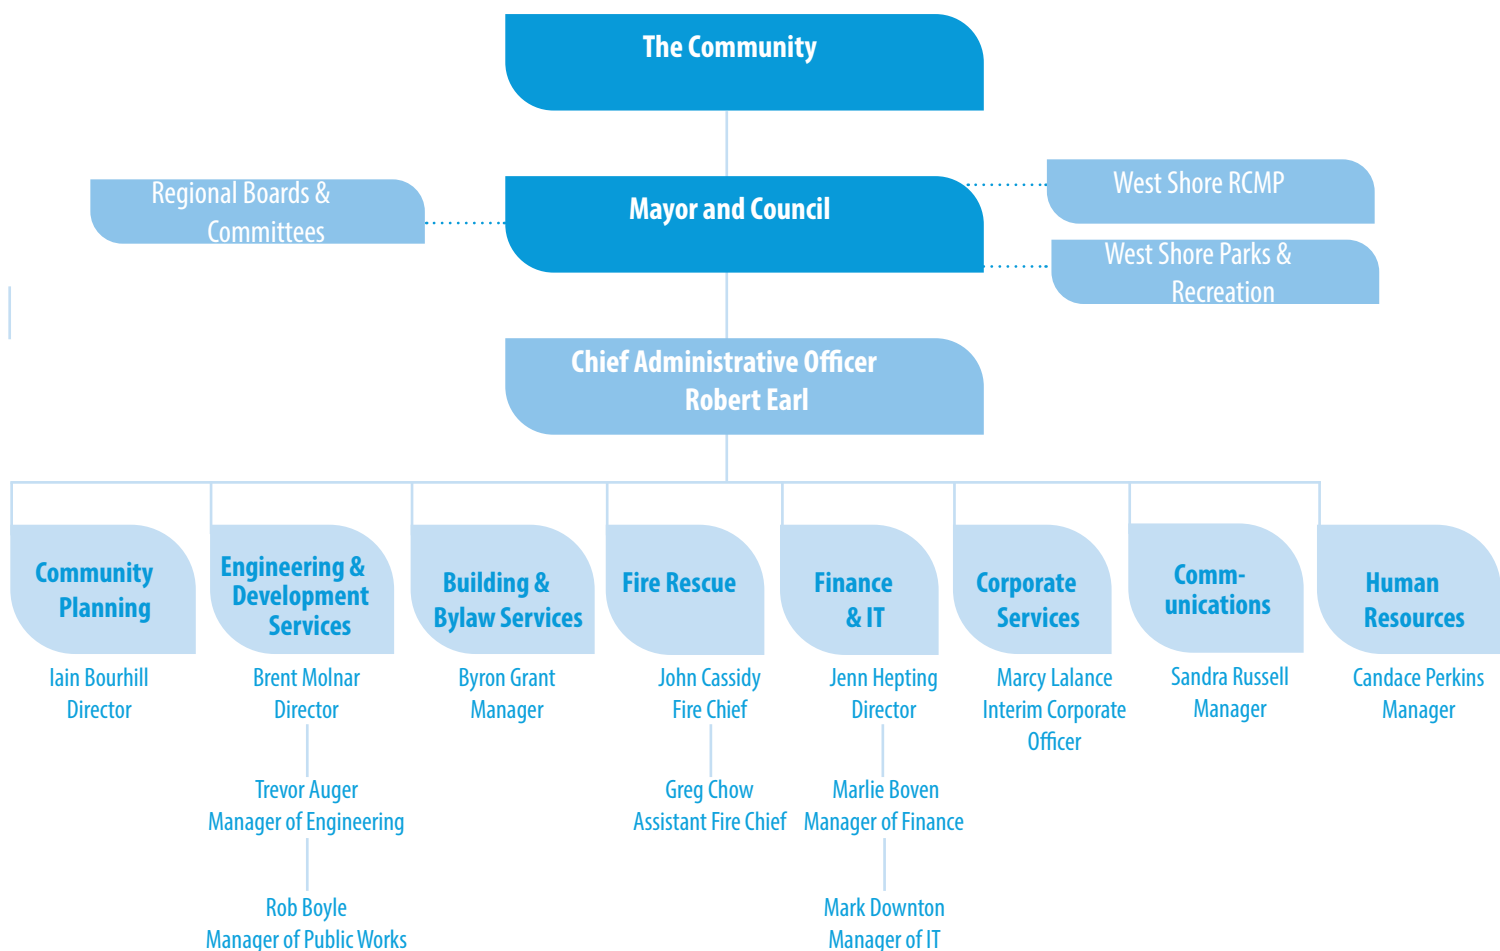 The Community
Regional Boards &
Committees
Mayor and Council
West Shore RCMP
West Shore Parks &
Recreation
Chief Administrative Officer
Robert Earl
Community
Planning
Iain Bourhill
Director
Engineering &
Development
Services
Brent Molnar
Director
Trevor Auger
Manager of Engineering
Rob Boyle
Manager of Public Works
Building &
Bylaw Services
Byron Grant
Manager
Fire Rescue
John Cassidy
Fire Chief
Greg Chow
Assistant Fire Chief
Finance
& IT
Jenn Hepting
Director
Marlie Boven
Manager of Finance
Mark Downton
Manager of IT
Corporate
Services
Marcy Lalance
Interim Corporate
Officer
Comm-
unications
Sandra Russell
Manager
Human
Resources
Candace Perkins
Manager